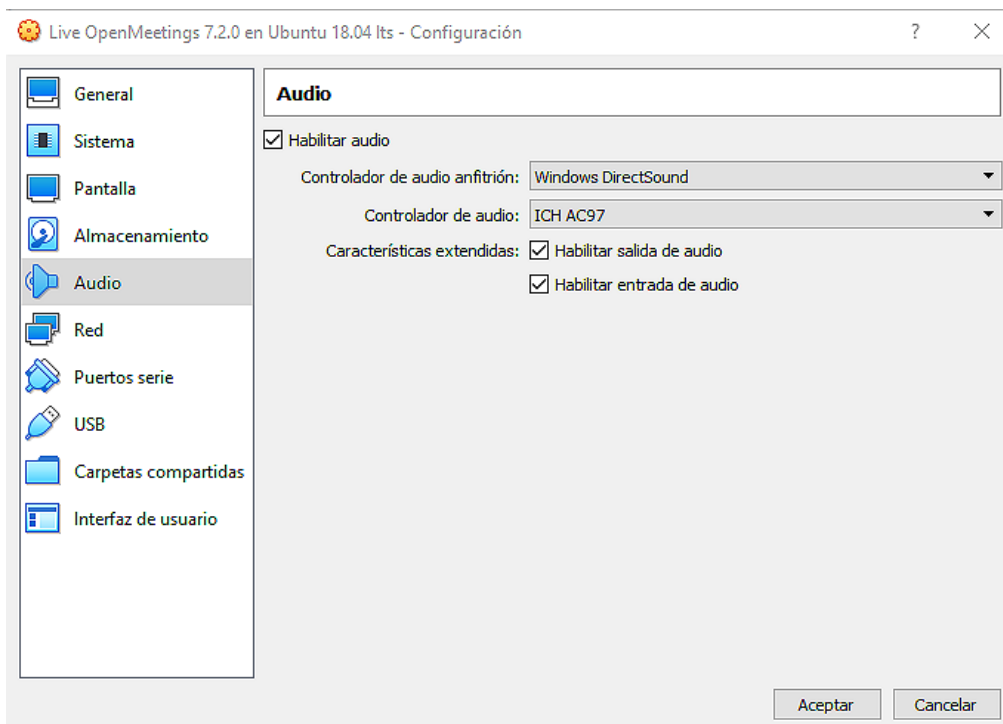 Live OpenMeetings 7.2.0 en Ubuntu 18.04 lts - Configuración ?
General
Sistema
Pantalla
Almacenamiento
Audio
Red
Puertos serie
USB
Carpetas compartidas
Interfaz de usuario
Audio
Habilitar audio
Controlador de audio anfitrión: Windows DirectSound
Controlador de audio: ICH AC97
Características extendidas: Habilitar salida de audio
Habilitar entrada de audio
Aceptar Cancelar